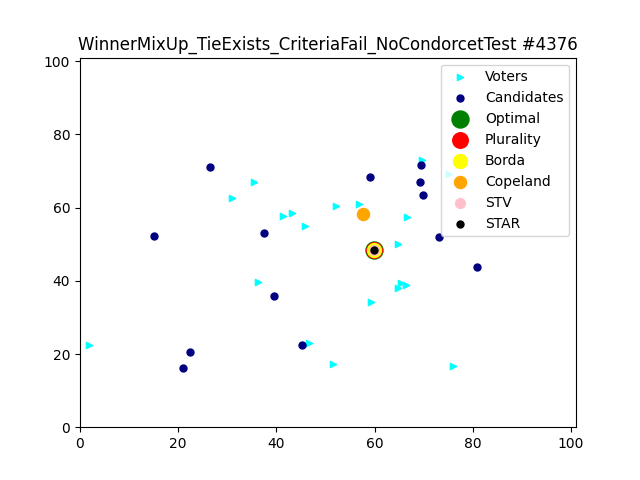 WinnerMixUp_TieExists_CriteriaFail_NoCondorcetTest #4376
100
80
60
40
20
0
0 20 40 60 80 100
Voters
Candidates
Optimal
Plurality
Borda
Copeland
STV
STAR